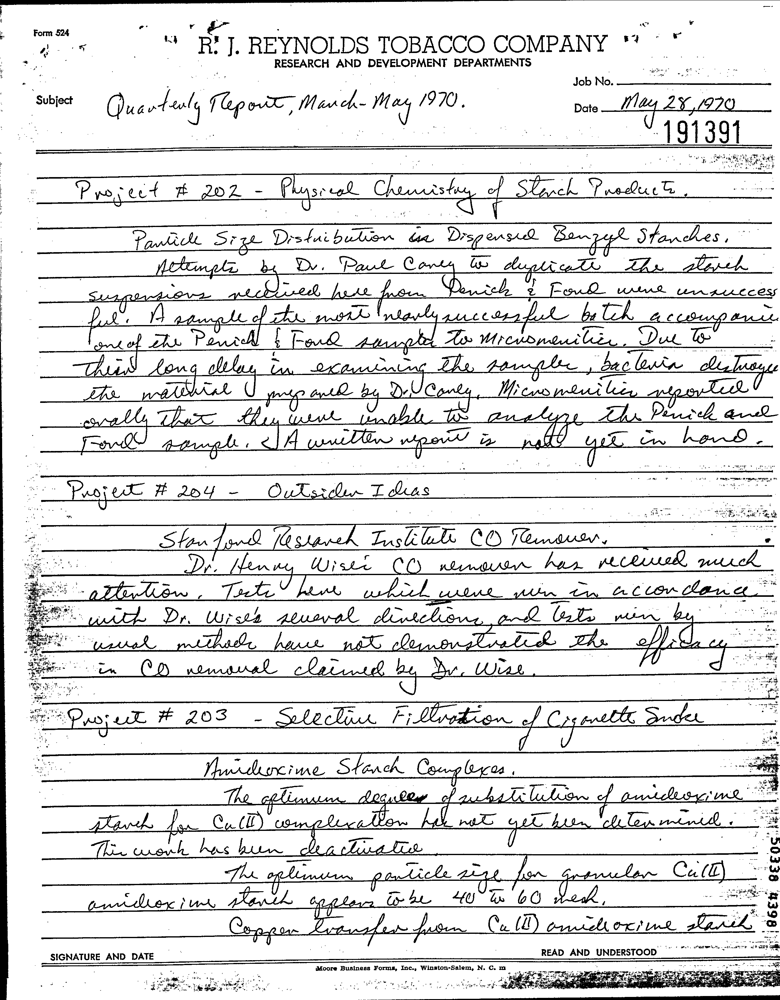 Form 524
R. J. REYNOLDS TOBACCO COMPANY
RESEARCH AND DEVELOPMENT DEPARTMENTS
Job No.
Subject Quarterly Report, March-May 1970.
Date May 28, 1970
191391
Project # 202 - Physical Chemistry of Starch Products.
Particle Size Distribution in Dispensed Benzyl Starches.
Attempts by Dr. Paul Carey to duplicate the starch
suspensions received here from Penick & Ford were unsuccess
ful. A sample of the most nearly successful batch accompanie
one of the Penick & Ford samples to Micromeritics. Due to
their long delay in examining the samples, bacteria destroye
the material prepared by Dr. Carey. Micromeritics reported
orally that they were unable to analyze the Penick and
Ford sample. A written report is not yet in hand.
Project # 204 - Outsider Ideas
Stanford Research Institute CO Remover.
Dr. Henry Wise's CO remover has received much
attention. Tests here which were run in accordance
with Dr. Wise's several directions, and tests run by
usual methods have not demonstrated the efficacy
in CO removal claimed by Dr. Wise.
Project # 203 - Selective Filtration of Cigarette Smoke
Amideoxime Starch Complexes.
The optimum degree of substitution of amideoxime
starch for Cu(II) complexation has not yet been determined.
This work has been deactivated.
The optimum particle size for granular Cu(II)
amidoxime starch appears to be 40 to 60 mesh.
Copper transfer from Cu(II) amideoxime starch
SIGNATURE AND DATE
READ AND UNDERSTOOD
Moore Business Forms, Inc., Winston-Salem, N. C. m
50338 4398